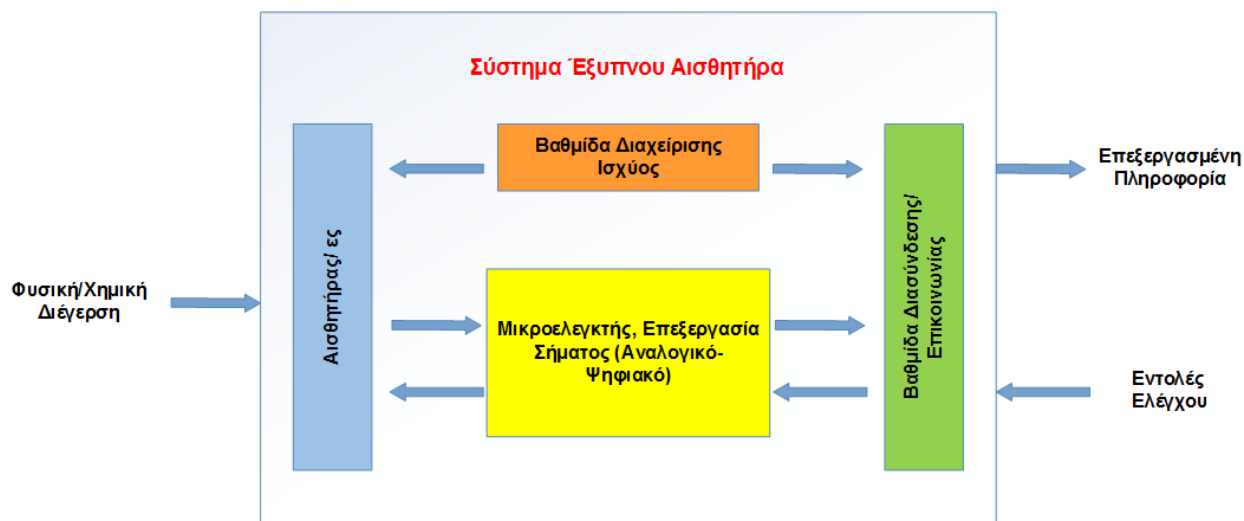 Σύστημα Έξυπνου Αισθητήρα
Βαθμίδα Διαχείρισης
Ισχύος
Αισθητήρας/ ες
Μικροελεγκτής, Επεξεργασία
Σήματος (Αναλογικό-
Ψηφιακό)
Βαθμίδα Διασύνδεσης/
Επικοινωνίας
Φυσική/Χημική
Διέγερση
Επεξεργασμένη
Πληροφορία
Εντολές
Ελέγχου